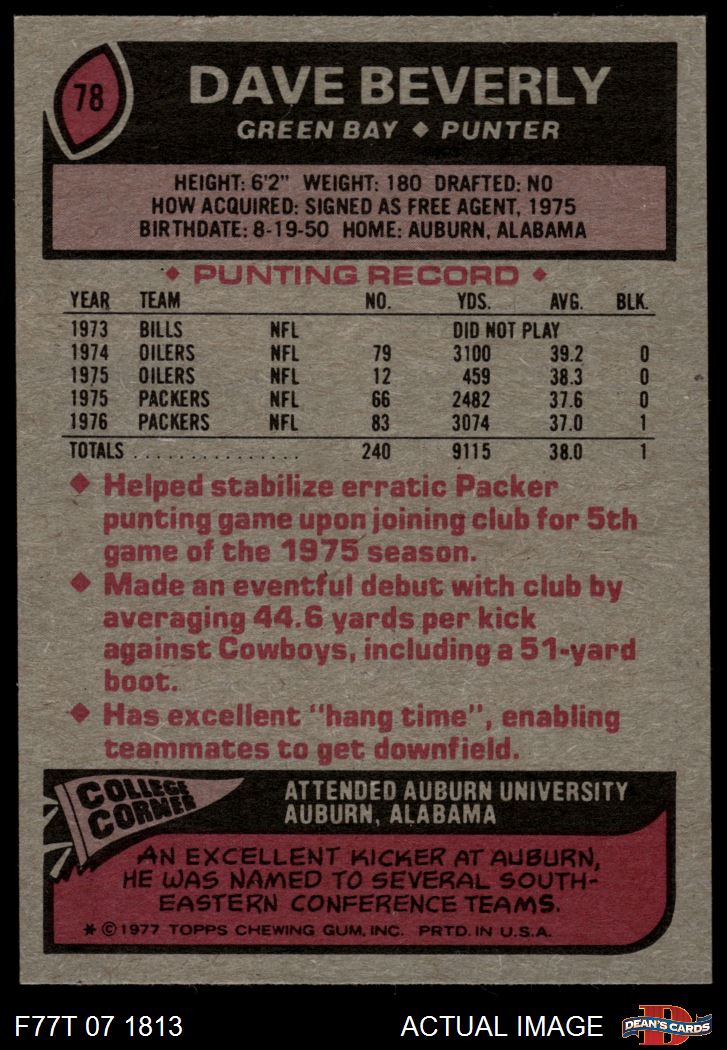 78
DAVE BEVERLY
GREEN BAY ◆ PUNTER
HEIGHT: 6'2" WEIGHT: 180 DRAFTED: NO
HOW ACQUIRED: SIGNED AS FREE AGENT, 1975
BIRTHDATE: 8-19-50 HOME: AUBURN, ALABAMA
◆ PUNTING RECORD ◆
YEAR TEAM NO. YDS. AVG. BLK.
1973 BILLS NFL DID NOT PLAY
1974 OILERS NFL 79 3100 39.2 0
1975 OILERS NFL 12 459 38.3 0
1975 PACKERS NFL 66 2482 37.6 0
1976 PACKERS NFL 83 3074 37.0 1
TOTALS . . . . . . . . . . . . . . . 240 9115 38.0 1
◆ Helped stabilize erratic Packer
punting game upon joining club for 5th
game of the 1975 season.
◆ Made an eventful debut with club by
averaging 44.6 yards per kick
against Cowboys, including a 51-yard
boot.
◆ Has excellent "hang time", enabling
teammates to get downfield.
COLLEGE
CORNER
ATTENDED AUBURN UNIVERSITY
AUBURN, ALABAMA
AN EXCELLENT KICKER AT AUBURN,
HE WAS NAMED TO SEVERAL SOUTH-
EASTERN CONFERENCE TEAMS.
* © 1977 TOPPS CHEWING GUM, INC. PRTD. IN U.S.A.
F77T 07 1813 ACTUAL IMAGE
D
DEAN'S CARDS